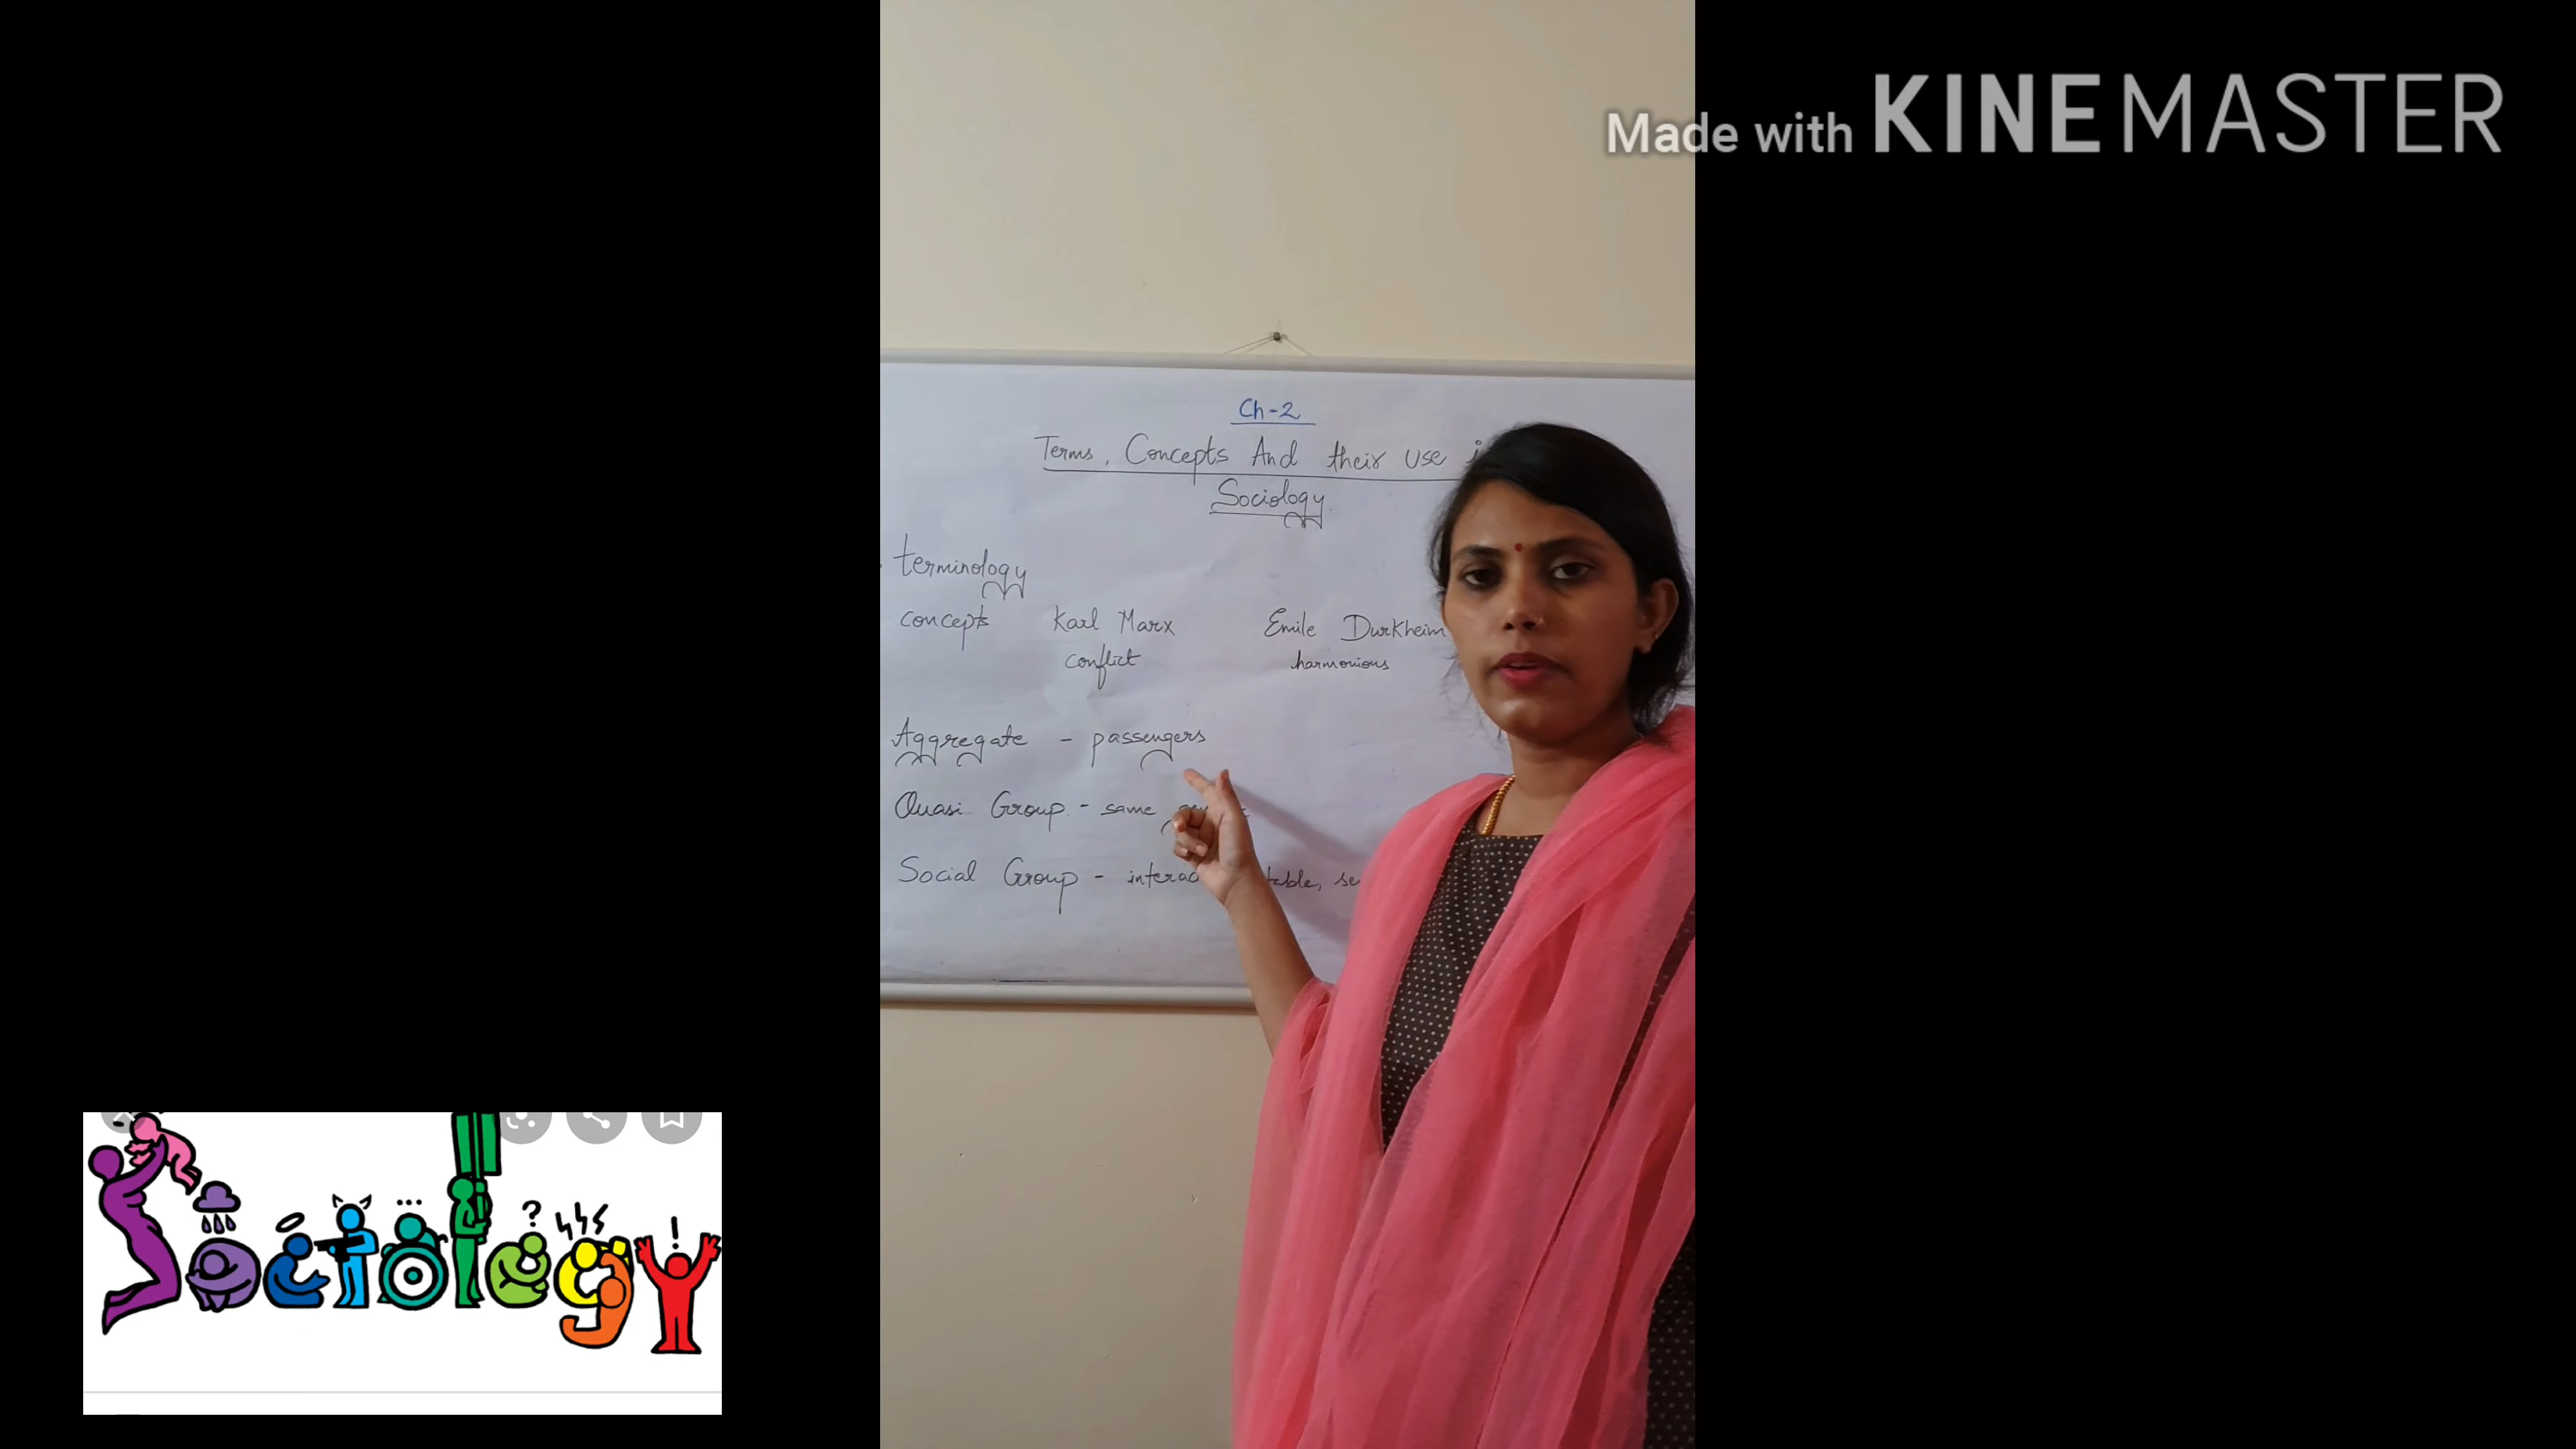 Made with KINEMASTER
Ch-2
Terms, Concepts And their use
Sociology
terminology
concepts Karl Marx Emile Durkheim
conflict harmonious
Aggregate - passengers
Quasi Group - same
Social Group -
Sociology
? !